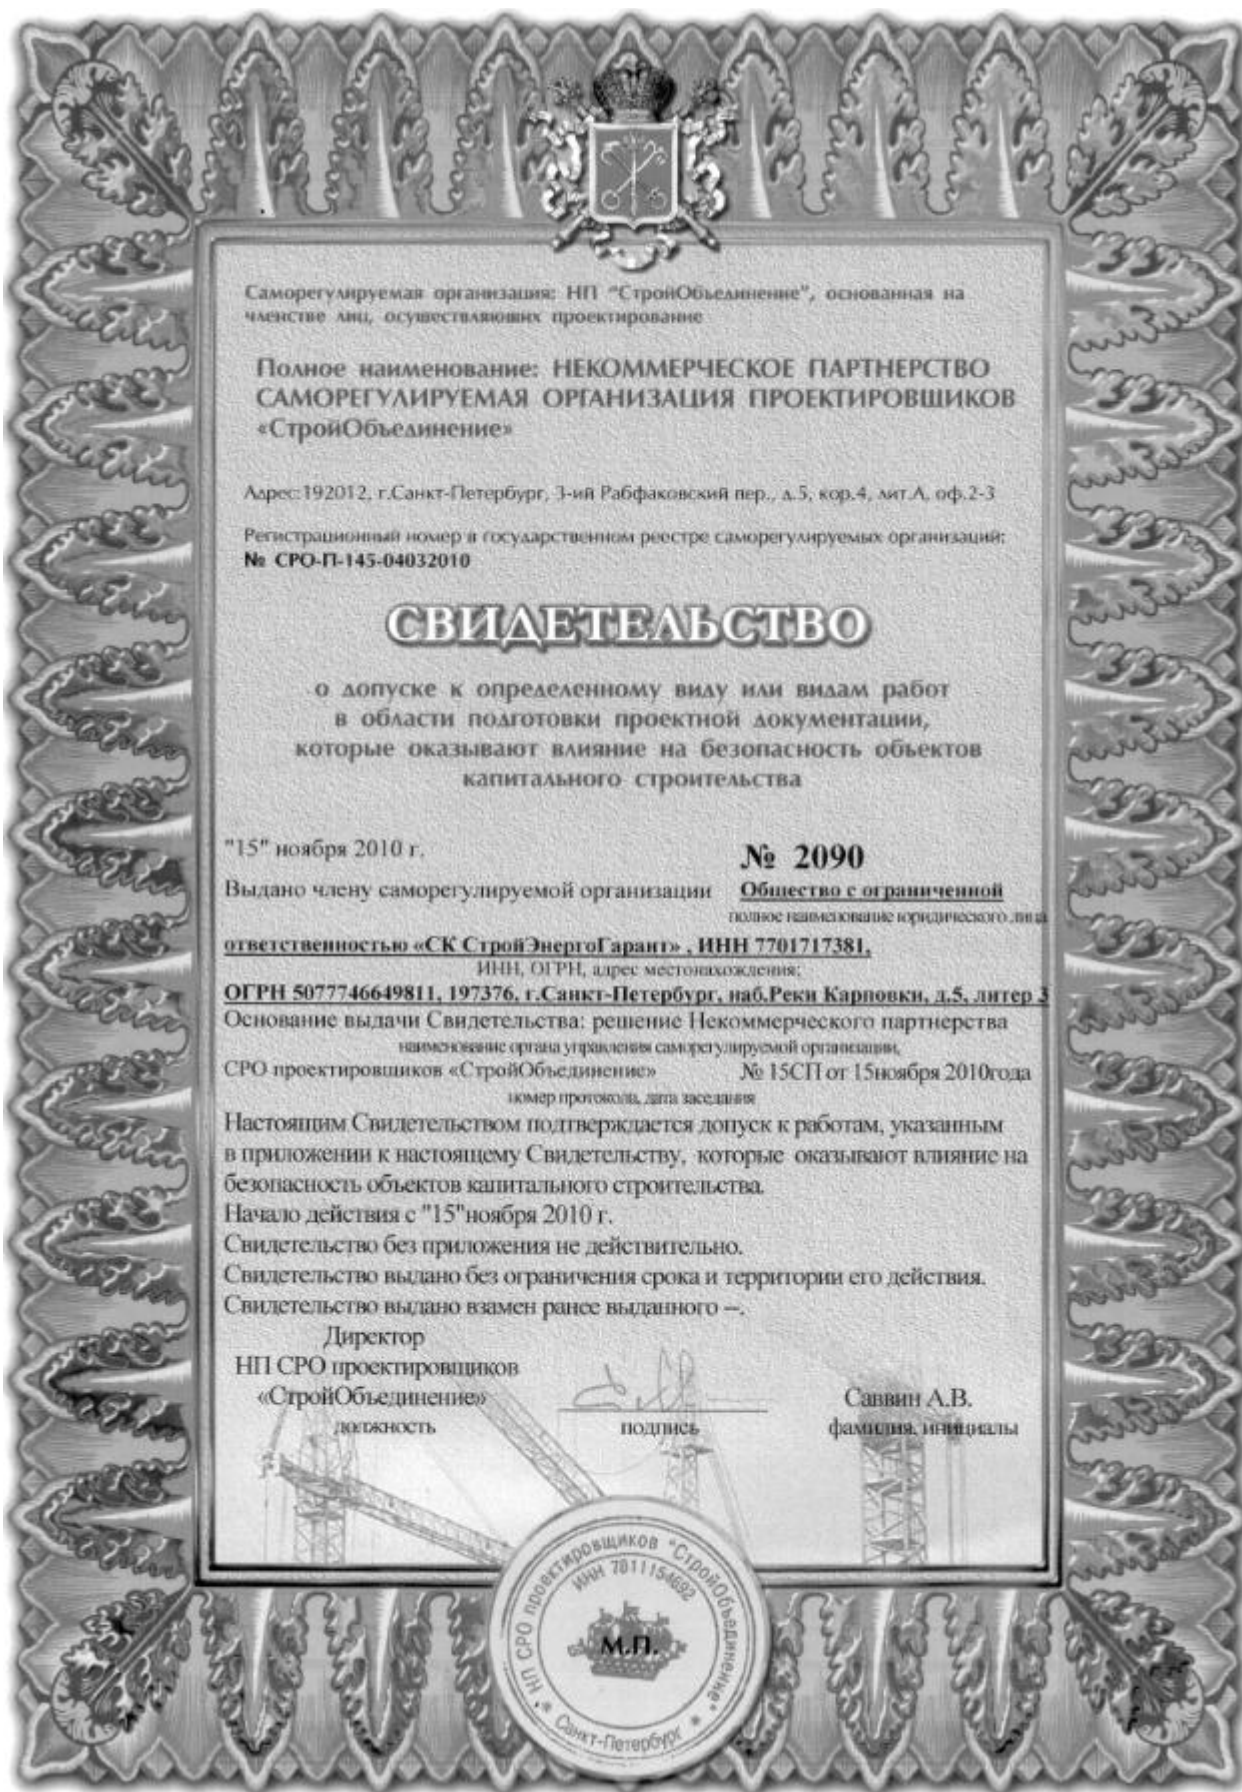 Саморегулируемая организация: НП "СтройОбъединение", основанная на
членстве лиц, осуществляющих проектирование
Полное наименование: НЕКОММЕРЧЕСКОЕ ПАРТНЕРСТВО
САМОРЕГУЛИРУЕМАЯ ОРГАНИЗАЦИЯ ПРОЕКТИРОВЩИКОВ
«СтройОбъединение»
Адрес:192012, г.Санкт-Петербург, 3-ий Рабфаковский пер., д.5, кор.4, лит.А, оф.2-3
Регистрационный номер в государственном реестре саморегулируемых организаций:
№ СРО-П-145-04032010
СВИДЕТЕЛЬСТВО
о допуске к определенному виду или видам работ
в области подготовки проектной документации,
которые оказывают влияние на безопасность объектов
капитального строительства
"15" ноября 2010 г.
№ 2090
Выдано члену саморегулируемой организации Общество с ограниченной
полное наименование юридического лица
ответственностью «СК СтройЭнергоГарант» , ИНН 7701717381,
ИНН, ОГРН, адрес местонахождения:
ОГРН 5077746649811, 197376, г.Санкт-Петербург, наб.Реки Карповки, д.5, литер З
Основание выдачи Свидетельства: решение Некоммерческого партнерства
наименование органа управления саморегулируемой организации,
СРО проектировщиков «СтройОбъединение» № 15СП от 15ноября 2010года
номер протокола, дата заседания
Настоящим Свидетельством подтверждается допуск к работам, указанным
в приложении к настоящему Свидетельству, которые оказывают влияние на
безопасность объектов капитального строительства.
Начало действия с "15"ноября 2010 г.
Свидетельство без приложения не действительно.
Свидетельство выдано без ограничения срока и территории его действия.
Свидетельство выдано взамен ранее выданного –.
Директор
НП СРО проектировщиков
«СтройОбъединение»
Саввин А.В.
должность
подпись
фамилия, инициалы
НП СРО проектировщиков "СтройОбъединение"
ИНН 7811154692
М.П.
Санкт-Петербург